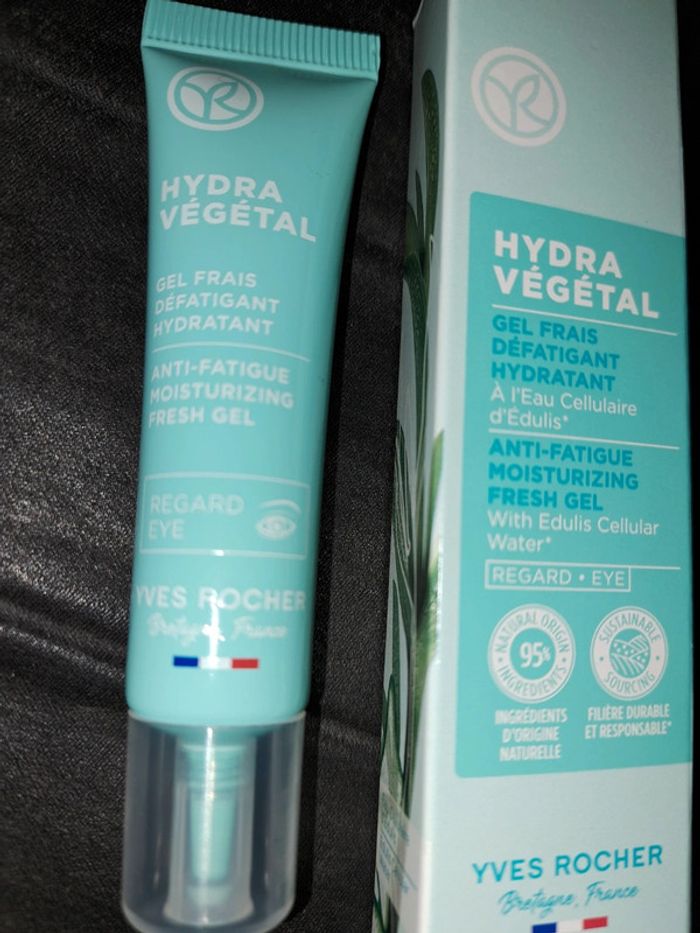 YR
HYDRA
VÉGÉTAL
GEL FRAIS
DÉFATIGANT
HYDRATANT
ANTI-FATIGUE
MOISTURIZING
FRESH GEL
REGARD
EYE
YVES ROCHER
Bretagne, France
YR
HYDRA
VÉGÉTAL
GEL FRAIS
DÉFATIGANT
HYDRATANT
À l'Eau Cellulaire
d'Édulis*
ANTI-FATIGUE
MOISTURIZING
FRESH GEL
With Edulis Cellular
Water*
REGARD • EYE
NATURAL ORIGIN
95%
INGREDIENTS
INGRÉDIENTS
D'ORIGINE
NATURELLE
SUSTAINABLE
SOURCING
FILIÈRE DURABLE
ET RESPONSABLE*
YVES ROCHER
Bretagne, France